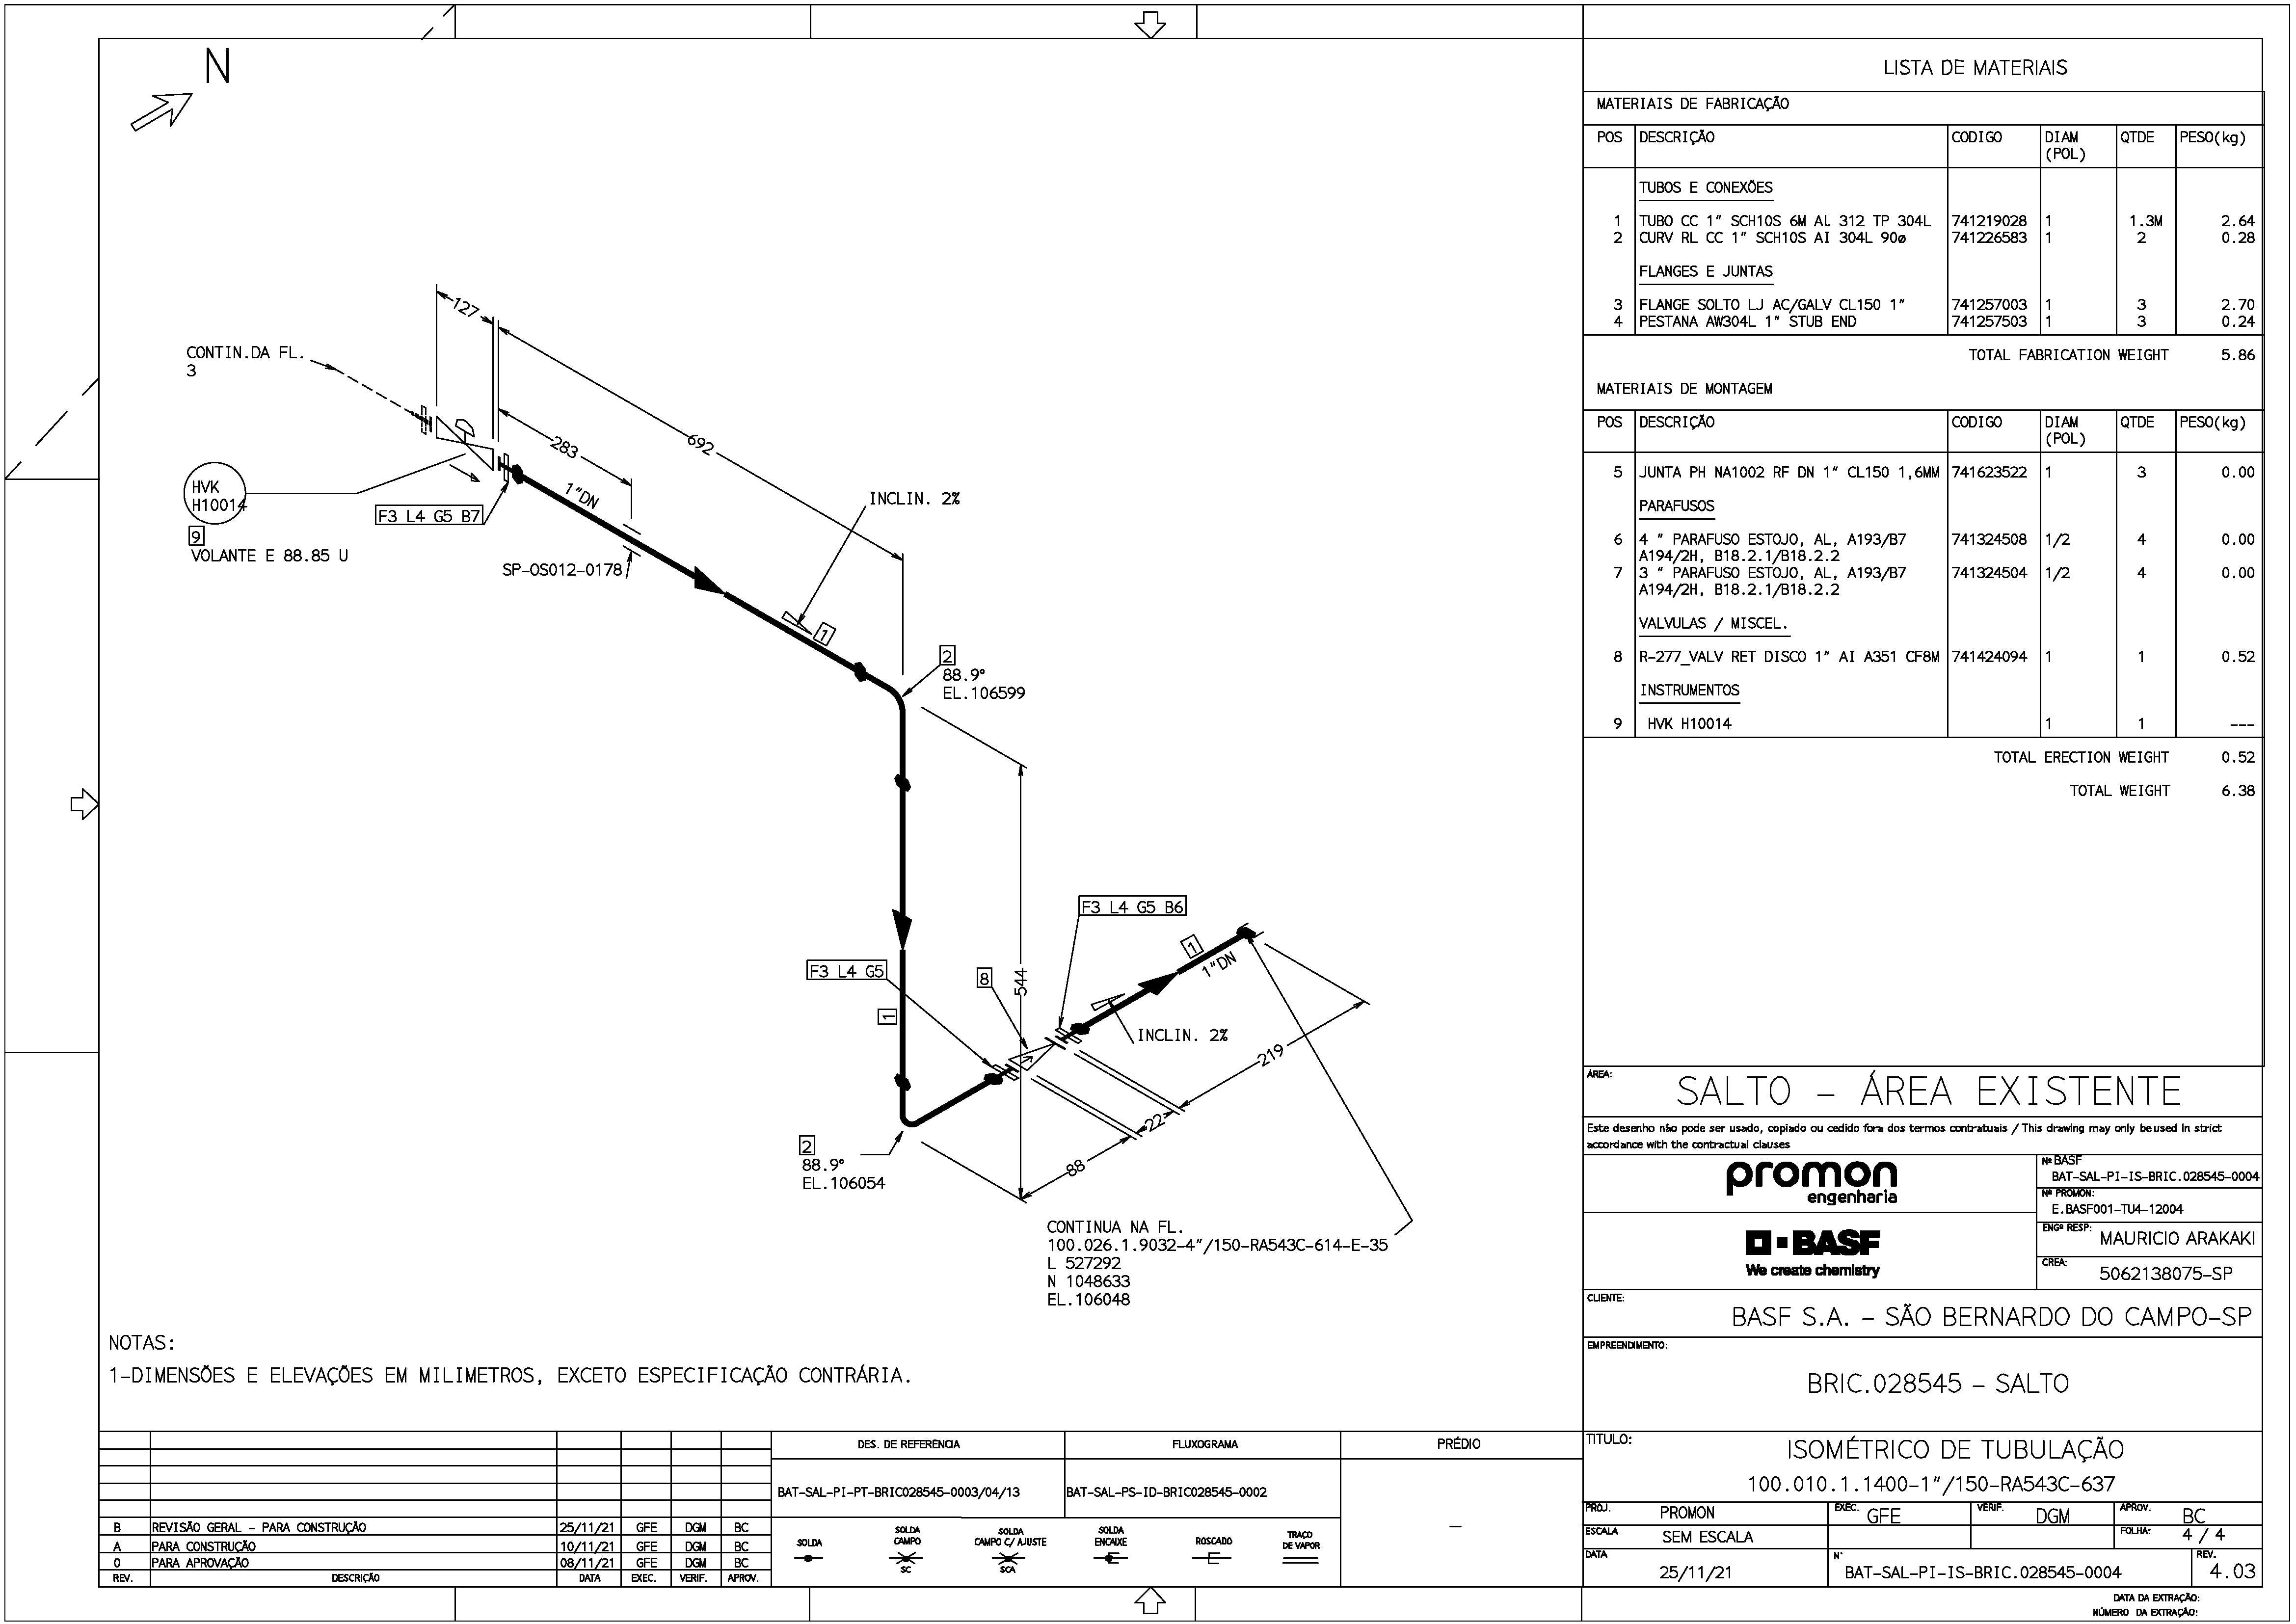 N
127
CONTIN.DA FL.
3
692
283
HVK
H10014
9
VOLANTE E 88.85 U
F3 L4 G5 B7
1"DN
INCLIN. 2%
SP-OS012-0178
1
2
88.9°
EL.106599
544
F3 L4 G5 B6
F3 L4 G5
8
1
1
1"DN
INCLIN. 2%
219
22
88
2
88.9°
EL.106054
CONTINUA NA FL.
100.026.1.9032-4"/150-RA543C-614-E-35
L 527292
N 1048633
EL.106048
NOTAS:
1-DIMENSÕES E ELEVAÇÕES EM MILIMETROS, EXCETO ESPECIFICAÇÃO CONTRÁRIA.
LISTA DE MATERIAIS
MATERIAIS DE FABRICAÇÃO
POS DESCRIÇÃO CODIGO DIAM (POL) QTDE PESO(kg)
TUBOS E CONEXÕES
1 TUBO CC 1" SCH10S 6M AL 312 TP 304L 741219028 1 1.3M 2.64
2 CURV RL CC 1" SCH10S AI 304L 90ø 741226583 1 2 0.28
FLANGES E JUNTAS
3 FLANGE SOLTO LJ AC/GALV CL150 1" 741257003 1 3 2.70
4 PESTANA AW304L 1" STUB END 741257503 1 3 0.24
TOTAL FABRICATION WEIGHT 5.86
MATERIAIS DE MONTAGEM
POS DESCRIÇÃO CODIGO DIAM (POL) QTDE PESO(kg)
5 JUNTA PH NA1002 RF DN 1" CL150 1,6MM 741623522 1 3 0.00
PARAFUSOS
6 4 " PARAFUSO ESTOJO, AL, A193/B7 741324508 1/2 4 0.00
A194/2H, B18.2.1/B18.2.2
7 3 " PARAFUSO ESTOJO, AL, A193/B7 741324504 1/2 4 0.00
A194/2H, B18.2.1/B18.2.2
VALVULAS / MISCEL.
8 R-277_VALV RET DISCO 1" AI A351 CF8M 741424094 1 1 0.52
INSTRUMENTOS
9 HVK H10014 1 1 ---
TOTAL ERECTION WEIGHT 0.52
TOTAL WEIGHT 6.38
ÁREA:
SALTO - ÁREA EXISTENTE
Este desenho não pode ser usado, copiado ou cedido fora dos termos contratuais / This drawing may only be used in strict
accordance with the contractual clauses
promon
engenharia
BASF
We create chemistry
Nº BASF
BAT-SAL-PI-IS-BRIC.028545-0004
Nº PROMON:
E.BASF001-TU4-12004
ENGº RESP:
MAURICIO ARAKAKI
CREA:
5062138075-SP
CLIENTE:
BASF S.A. - SÃO BERNARDO DO CAMPO-SP
EMPREENDIMENTO:
BRIC.028545 - SALTO
TITULO:
ISOMÉTRICO DE TUBULAÇÃO
100.010.1.1400-1"/150-RA543C-637
PROJ. PROMON EXEC. GFE VERIF. DGM APROV. BC
ESCALA SEM ESCALA FOLHA: 4 / 4
DATA 25/11/21 N° BAT-SAL-PI-IS-BRIC.028545-0004 REV. 4.03
DATA DA EXTRAÇÃO:
NÚMERO DA EXTRAÇÃO:
B REVISÃO GERAL - PARA CONSTRUÇÃO 25/11/21 GFE DGM BC
A PARA CONSTRUÇÃO 10/11/21 GFE DGM BC
0 PARA APROVAÇÃO 08/11/21 GFE DGM BC
REV. DESCRIÇÃO DATA EXEC. VERIF. APROV.
DES. DE REFERÊNCIA FLUXOGRAMA PRÉDIO
BAT-SAL-PI-PT-BRIC028545-0003/04/13 BAT-SAL-PS-ID-BRIC028545-0002
-
SOLDA
SOLDA CAMPO
SC
SOLDA CAMPO C/ AJUSTE
SCA
SOLDA ENCAIXE
ROSCADO
TRAÇO DE VAPOR